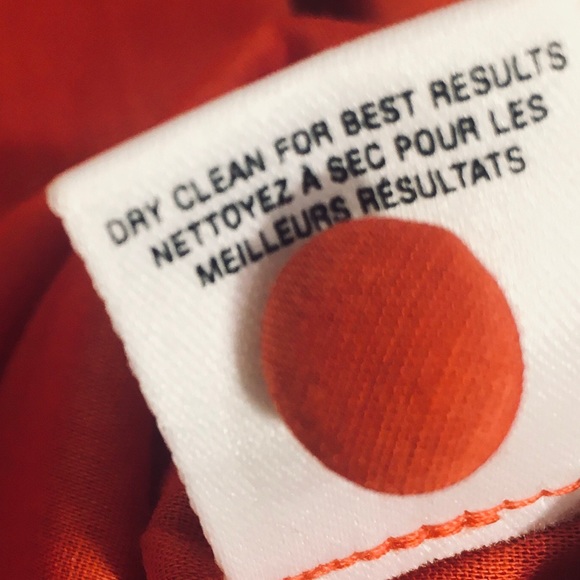 DRY CLEAN FOR BEST RESULTS
NETTOYEZ À SEC POUR LES
MEILLEURS RÉSULTATS